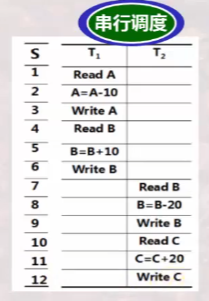 串行调度
S T₁ T₂
1 Read A
2 A=A-10
3 Write A
4 Read B
5 B=B+10
6 Write B
7 Read B
8 B=B-20
9 Write B
10 Read C
11 C=C+20
12 Write C